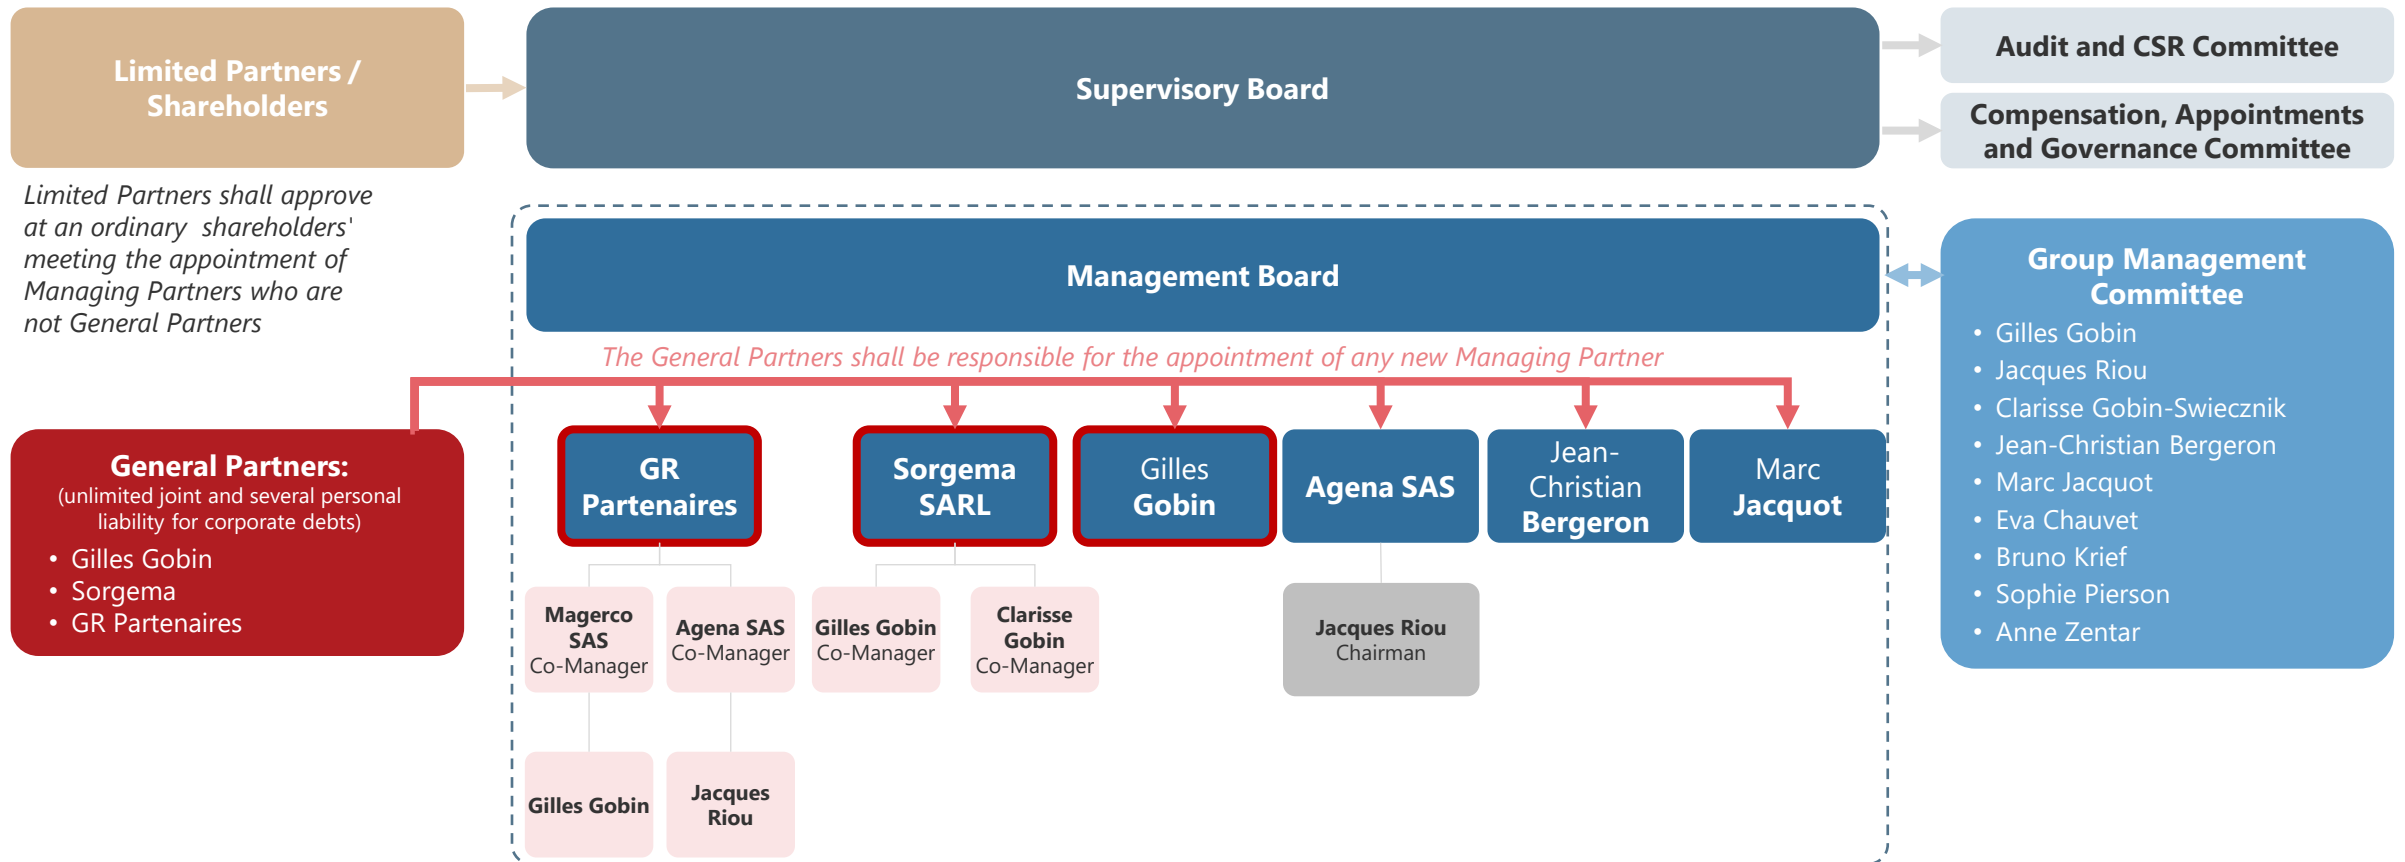 Limited Partners /
Shareholders
Supervisory Board
Audit and CSR Committee
Compensation, Appointments
and Governance Committee
Limited Partners shall approve
at an ordinary  shareholders'
meeting the appointment of
Managing Partners who are
not General Partners
Management Board
Group Management
Committee
• Gilles Gobin
• Jacques Riou
• Clarisse Gobin-Swiecznik
• Jean-Christian Bergeron
• Marc Jacquot
• Eva Chauvet
• Bruno Krief
• Sophie Pierson
• Anne Zentar
The General Partners shall be responsible for the appointment of any new Managing Partner
General Partners:
(unlimited joint and several personal
liability for corporate debts)
• Gilles Gobin
• Sorgema
• GR Partenaires
GR
Partenaires
Sorgema
SARL
Gilles
Gobin
Agena SAS
Jean-
Christian
Bergeron
Marc
Jacquot
Magerco
SAS
Co-Manager
Agena SAS
Co-Manager
Gilles Gobin
Co-Manager
Clarisse
Gobin
Co-Manager
Jacques Riou
Chairman
Gilles Gobin
Jacques
Riou